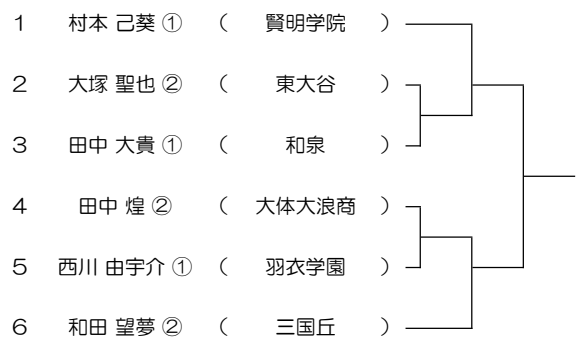 1 村本 己葵 ① ( 賢明学院 )
2 大塚 聖也 ② ( 東大谷 )
3 田中 大貴 ① ( 和泉 )
4 田中 煌 ② ( 大体大浪商 )
5 西川 由宇介 ① ( 羽衣学園 )
6 和田 望夢 ② ( 三国丘 )